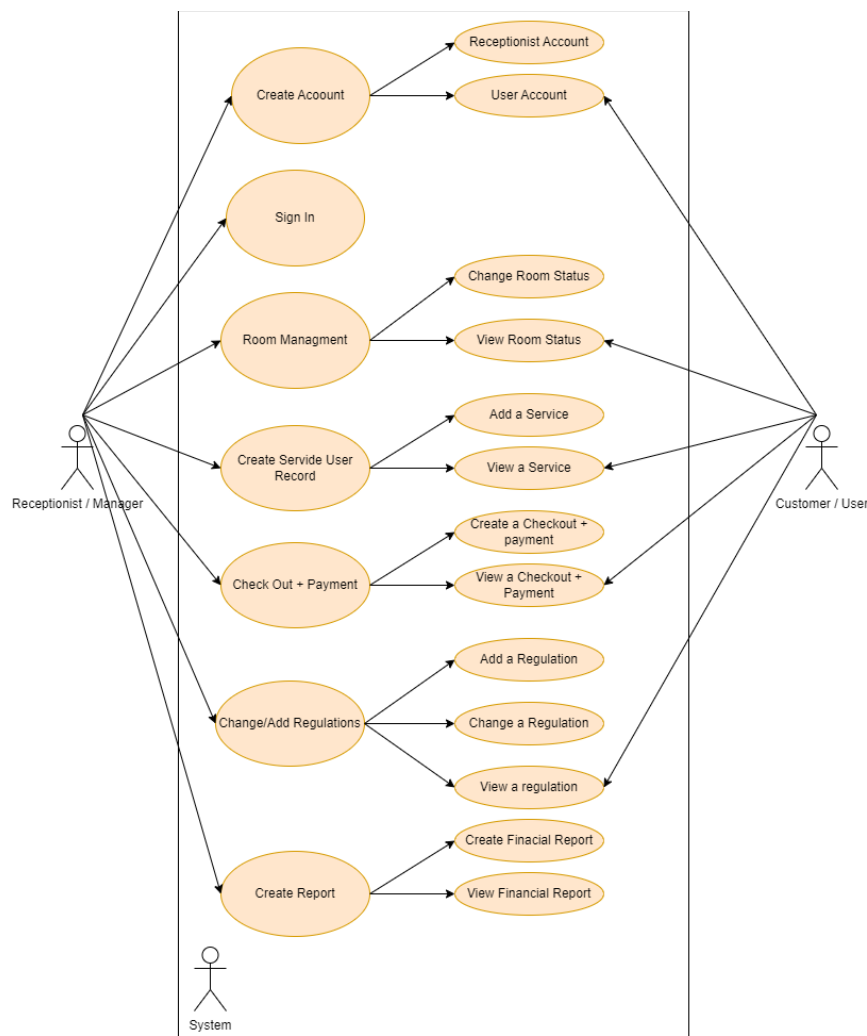 Receptionist Account
Create Acoount
User Account
Sign In
Change Room Status
Room Managment
View Room Status
Add a Service
Create Servide User
Record
View a Service
Receptionist / Manager
Customer / User
Create a Checkout +
payment
Check Out + Payment
View a Checkout +
Payment
Add a Regulation
Change/Add Regulations
Change a Regulation
View a regulation
Create Finacial Report
Create Report
View Financial Report
System